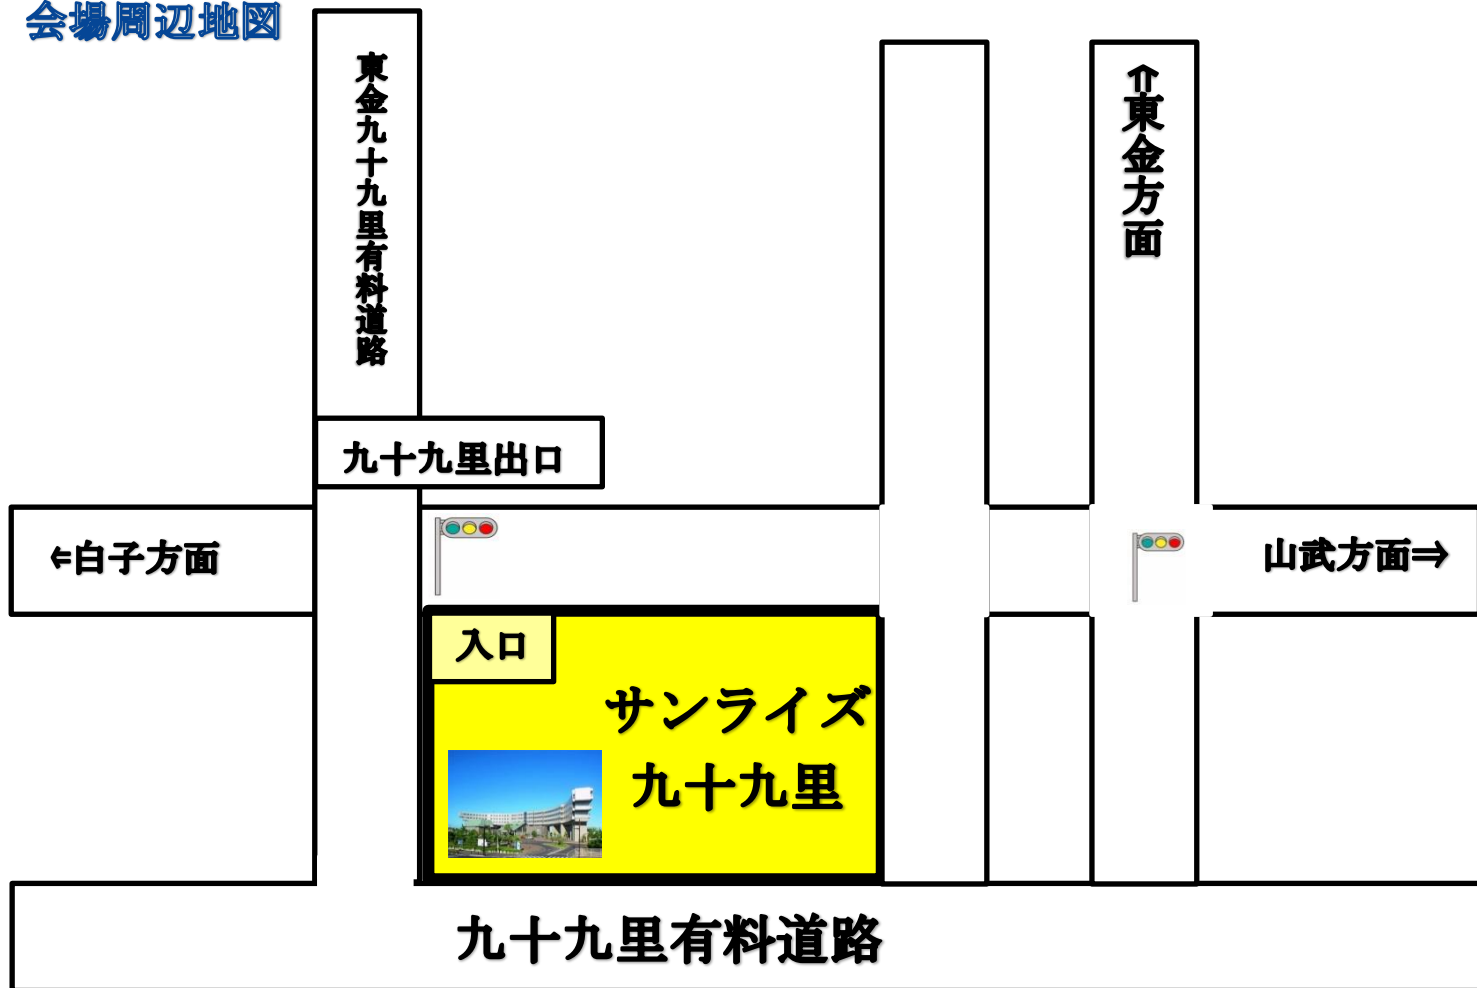 会場周辺地図
東金九十九里有料道路
⇑東金方面
九十九里出口
⇐白子方面
山武方面⇒
入口
サンライズ
九十九里
九十九里有料道路